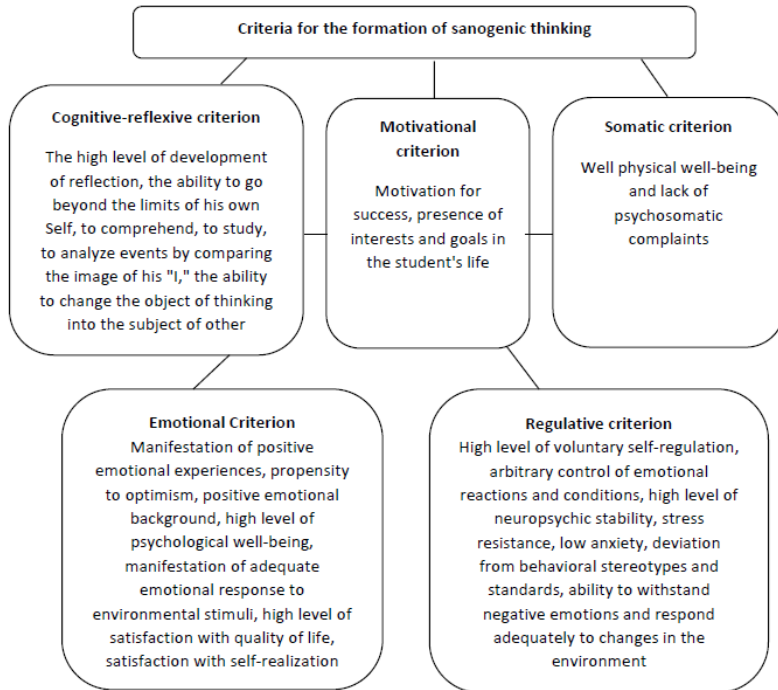 Criteria for the formation of sanogenic thinking
Cognitive-reflexive criterion
The high level of development
of reflection, the ability to go
beyond the limits of his own
Self, to comprehend, to study,
to analyze events by comparing
the image of his "I," the ability
to change the object of thinking
into the subject of other
Motivational
criterion
Motivation for
success, presence of
interests and goals in
the student's life
Somatic criterion
Well physical well-being
and lack of
psychosomatic
complaints
Emotional Criterion
Manifestation of positive
emotional experiences, propensity
to optimism, positive emotional
background, high level of
psychological well-being,
manifestation of adequate
emotional response to
environmental stimuli, high level of
satisfaction with quality of life,
satisfaction with self-realization
Regulative criterion
High level of voluntary self-regulation,
arbitrary control of emotional
reactions and conditions, high level of
neuropsychic stability, stress
resistance, low anxiety, deviation
from behavioral stereotypes and
standards, ability to withstand
negative emotions and respond
adequately to changes in the
environment